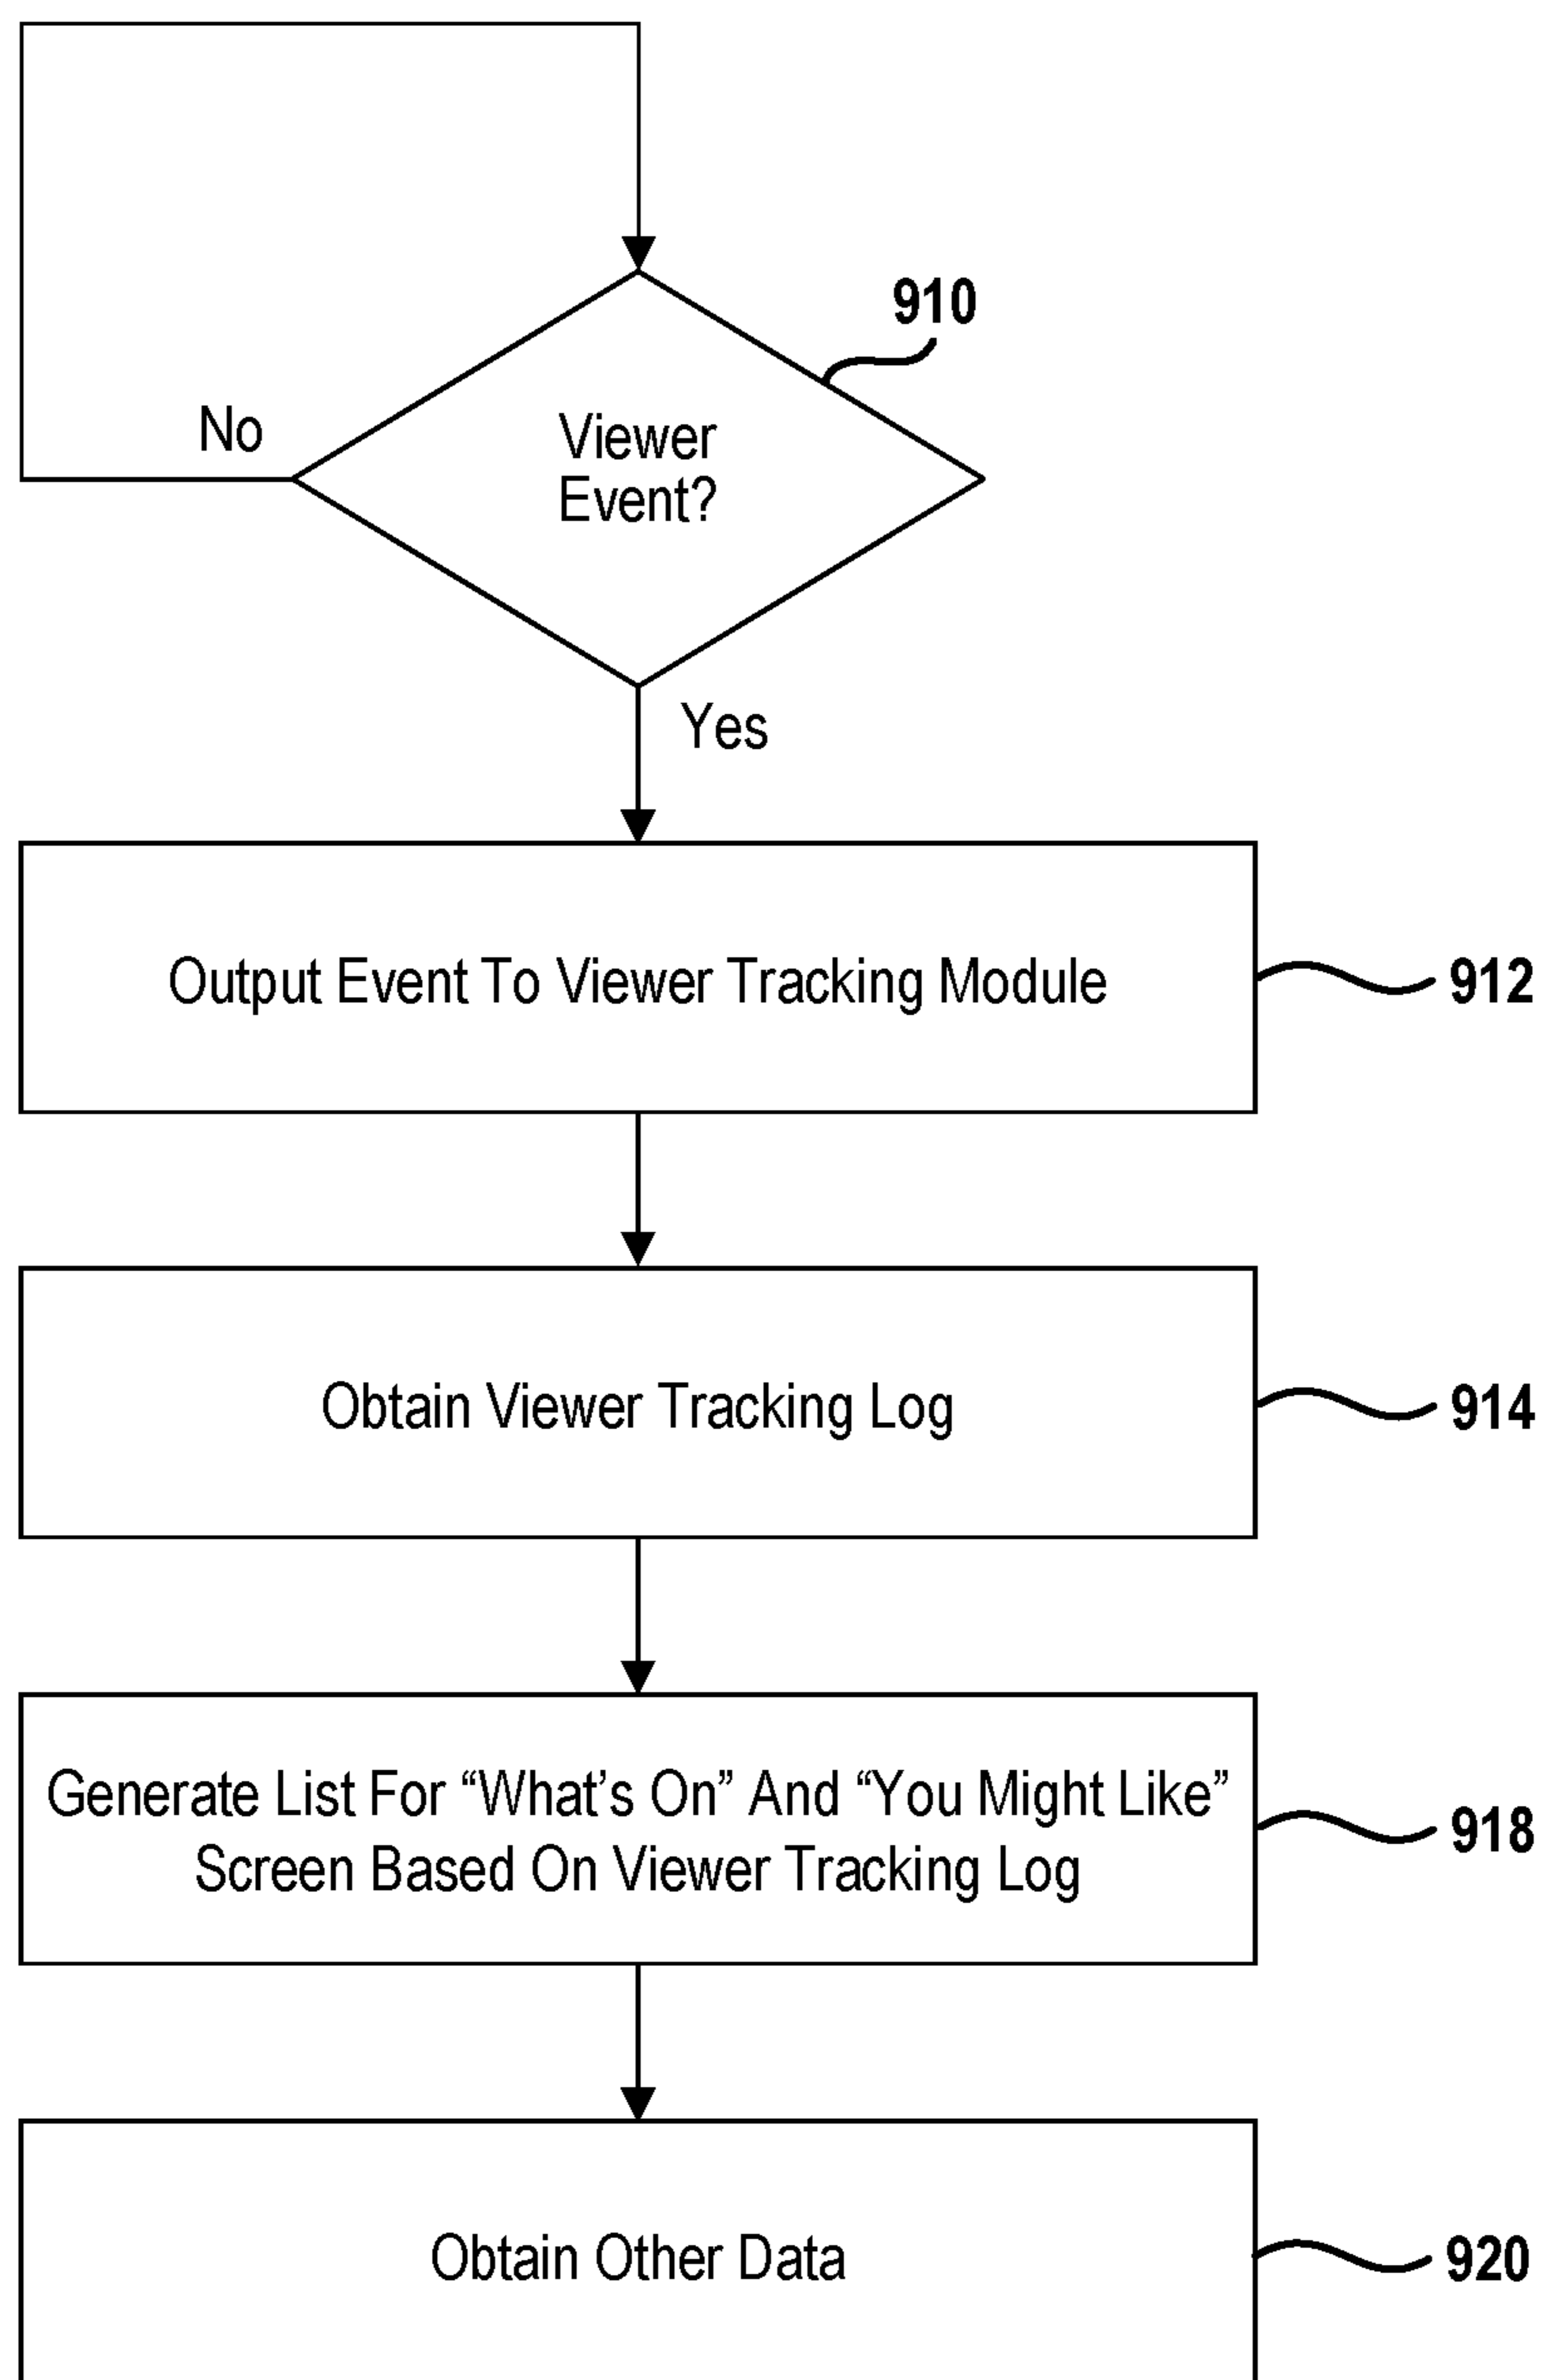 910
Viewer
Event?
No
Yes
Output Event To Viewer Tracking Module
912
Obtain Viewer Tracking Log
914
Generate List For “What’s On” And “You Might Like”
Screen Based On Viewer Tracking Log
918
Obtain Other Data
920